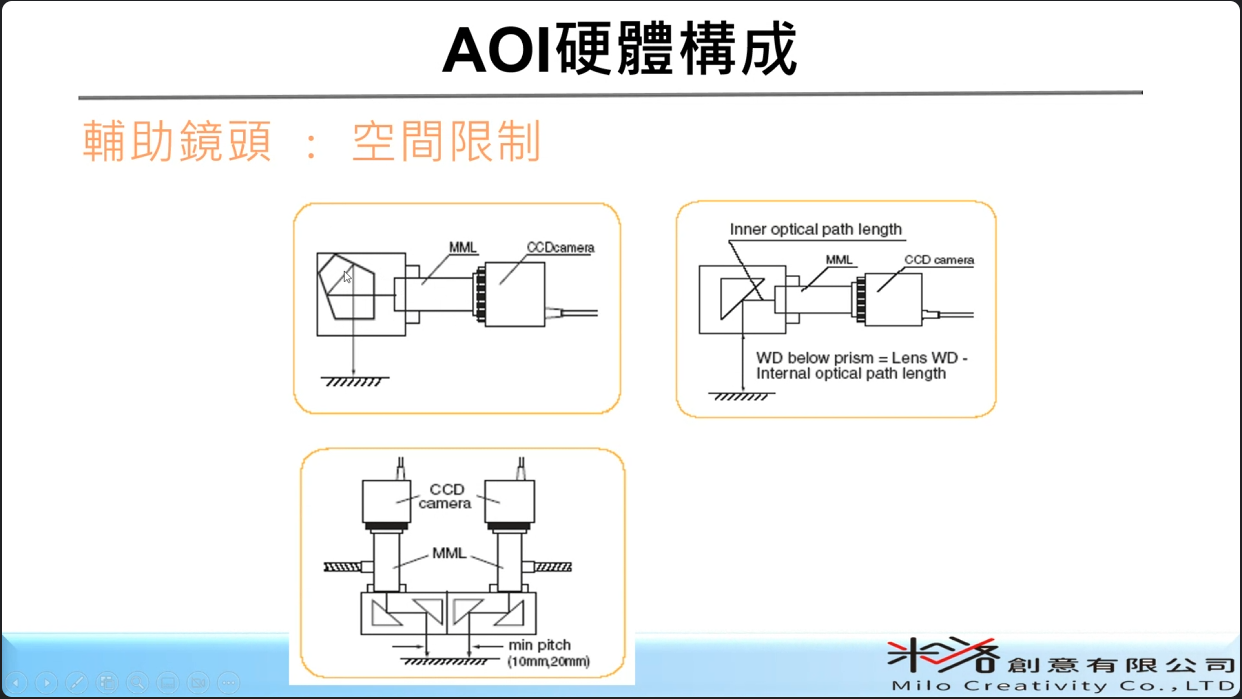 AOI硬體構成
輔助鏡頭 : 空間限制
MML
CCDcamera
Inner optical path length
MML
CCD camera
WD below prism = Lens WD -
Internal optical path length
CCD
camera
MML
min pitch
(10mm,20mm)
米洛創意有限公司
Milo Creativity Co.,LTD